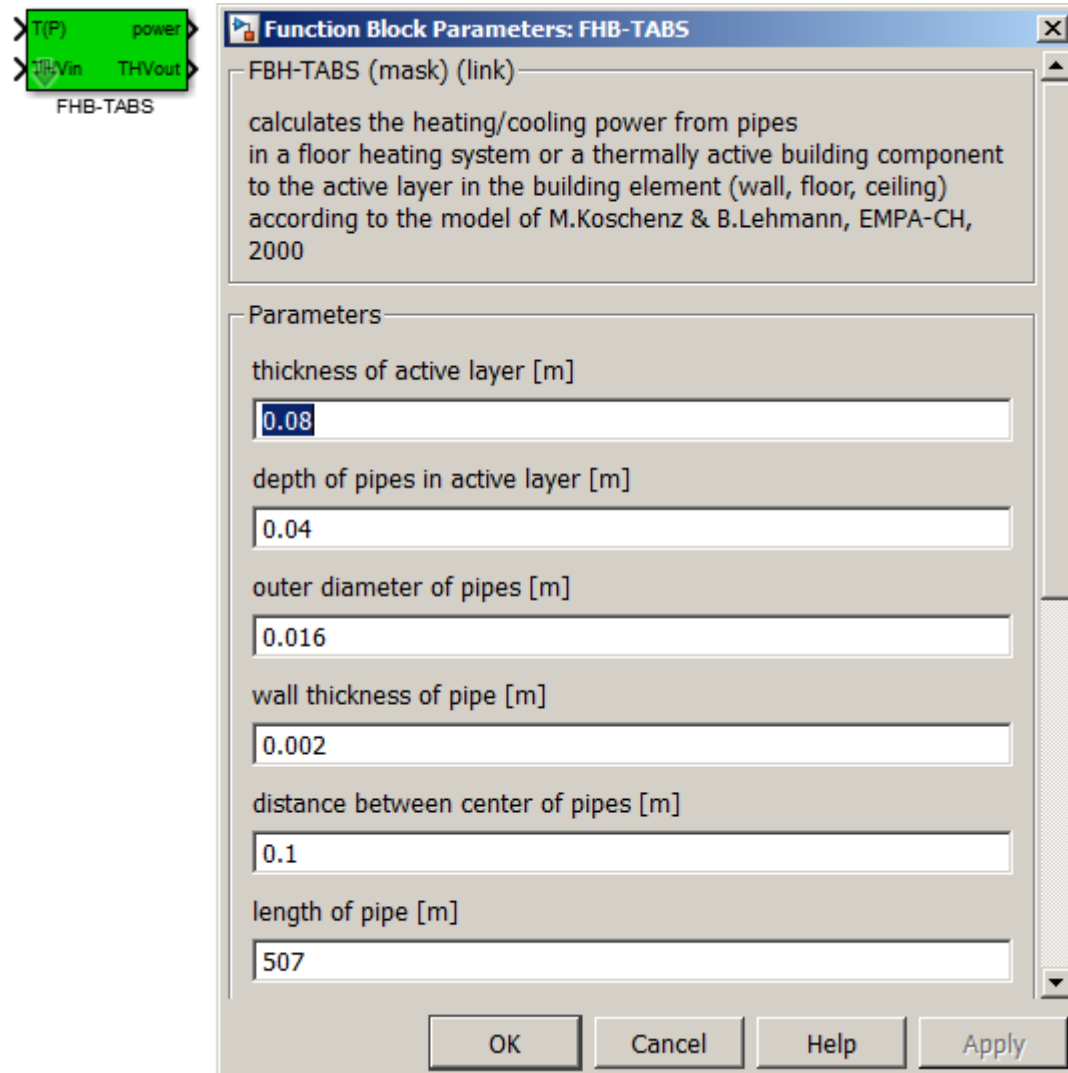 T(P) power
THVin THVout
FHB-TABS
Function Block Parameters: FHB-TABS
FBH-TABS (mask) (link)
calculates the heating/cooling power from pipes
in a floor heating system or a thermally active building component
to the active layer in the building element (wall, floor, ceiling)
according to the model of M.Koschenz & B.Lehmann, EMPA-CH,
2000
Parameters
thickness of active layer [m]
0.08
depth of pipes in active layer [m]
0.04
outer diameter of pipes [m]
0.016
wall thickness of pipe [m]
0.002
distance between center of pipes [m]
0.1
length of pipe [m]
507
OK Cancel Help Apply